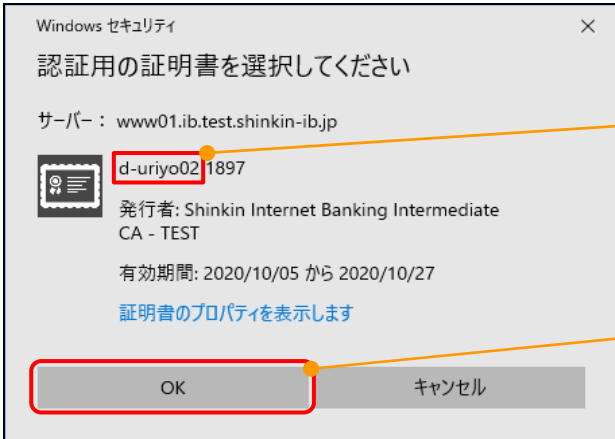 Windows セキュリティ
認証用の証明書を選択してください
サーバー： www01.ib.test.shinkin-ib.jp
d-uriyo02 1897
発行者: Shinkin Internet Banking Intermediate
CA - TEST
有効期間: 2020/10/05 から 2020/10/27
証明書のプロパティを表示します
OK
キャンセル